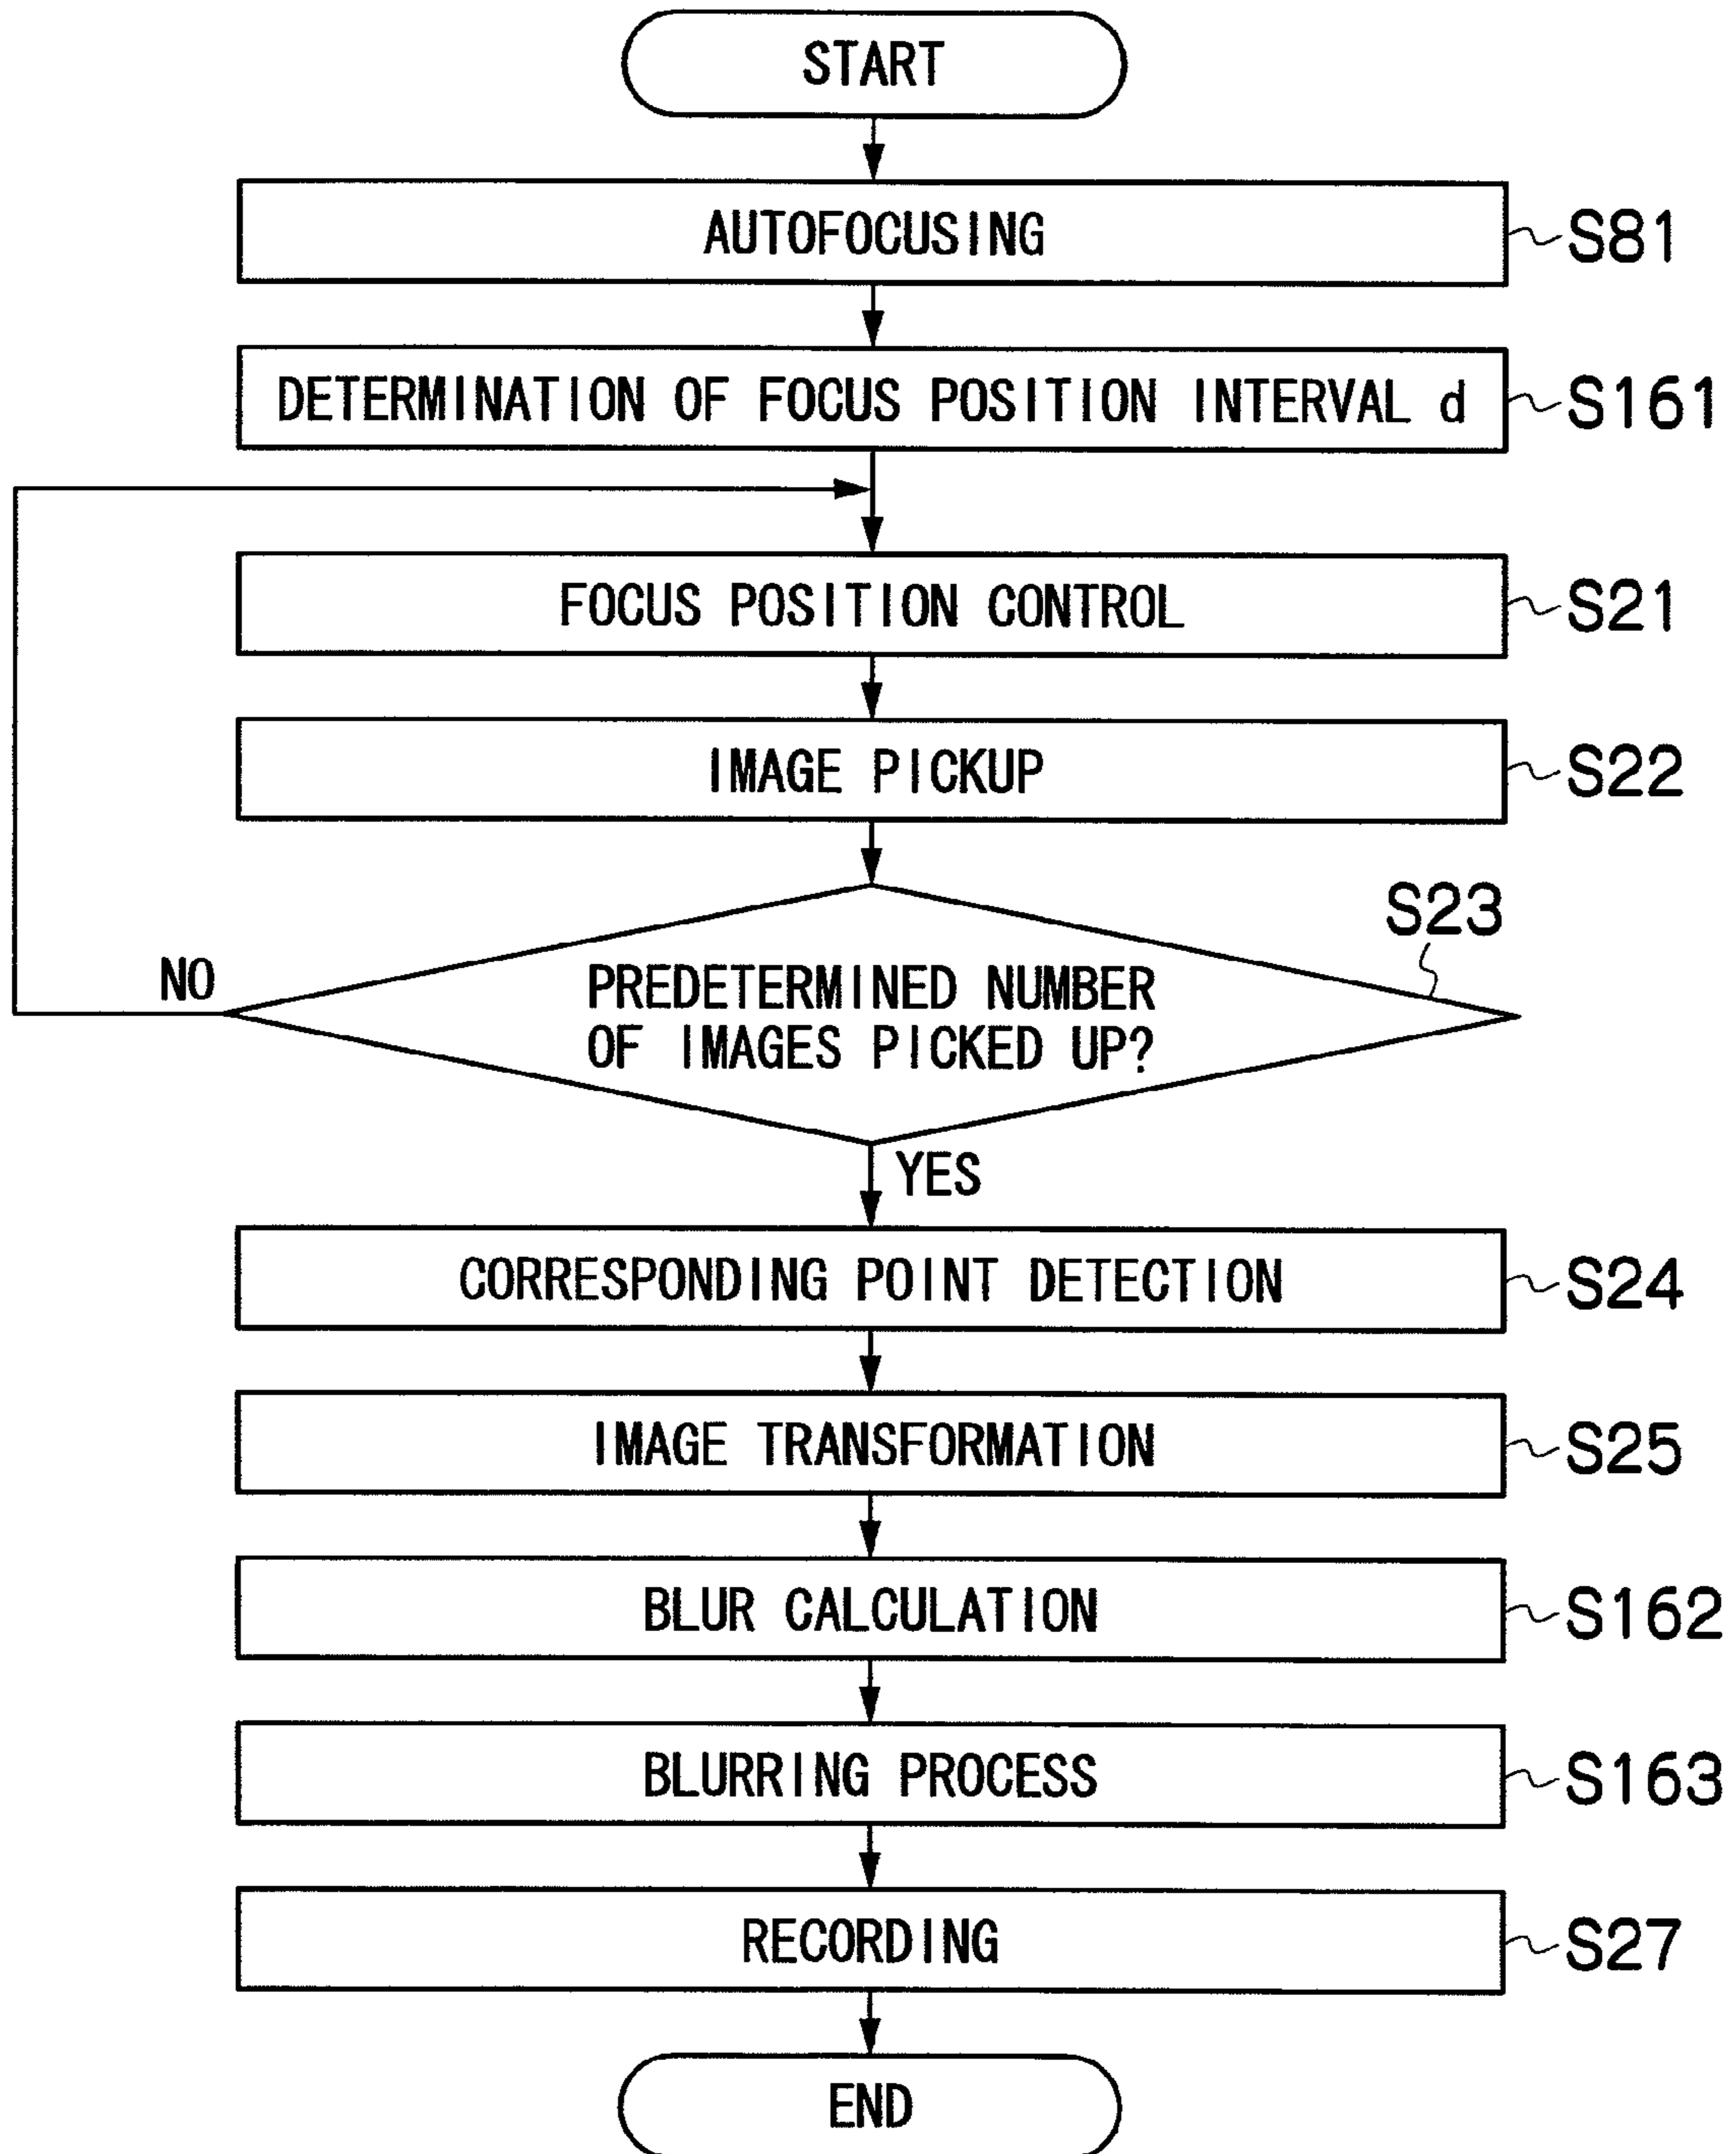 START
AUTOFOCUSING
S81
DETERMINATION OF FOCUS POSITION INTERVAL d
S161
FOCUS POSITION CONTROL
S21
IMAGE PICKUP
S22
S23
NO
PREDETERMINED NUMBER
OF IMAGES PICKED UP?
YES
CORRESPONDING POINT DETECTION
S24
IMAGE TRANSFORMATION
S25
BLUR CALCULATION
S162
BLURRING PROCESS
S163
RECORDING
S27
END